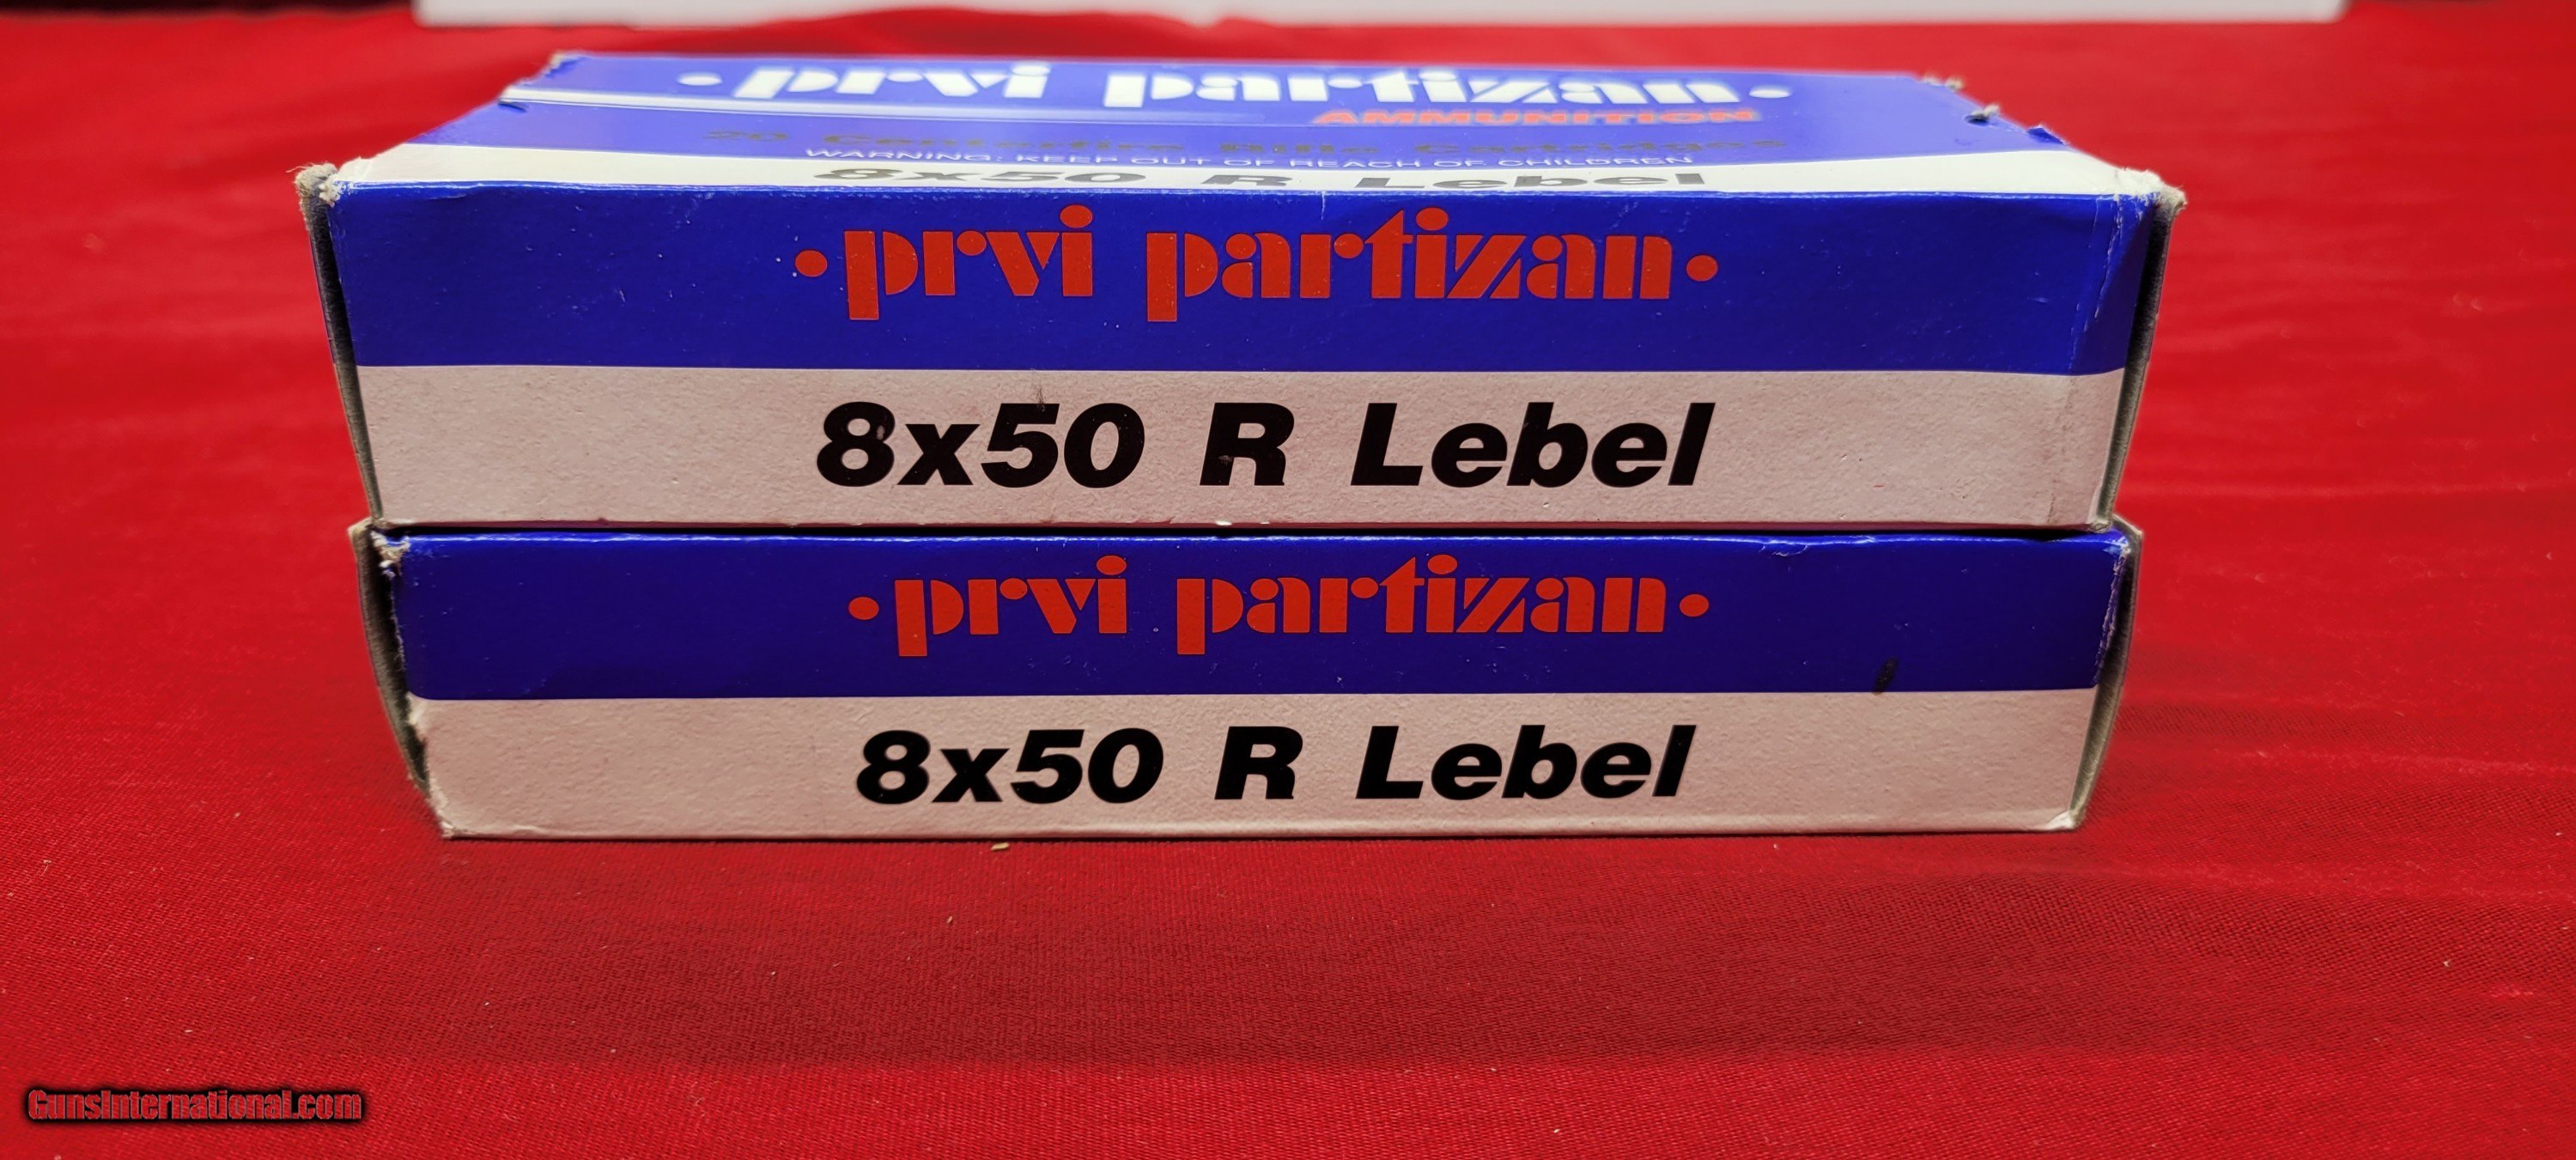 • prvi partizan •
AMMUNITION
20 Centerfire Rifle Cartridges
WARNING: KEEP OUT OF REACH OF CHILDREN
8x50 R Lebel
• prvi partizan •
8x50 R Lebel
• prvi partizan •
8x50 R Lebel
GunsInternational.com